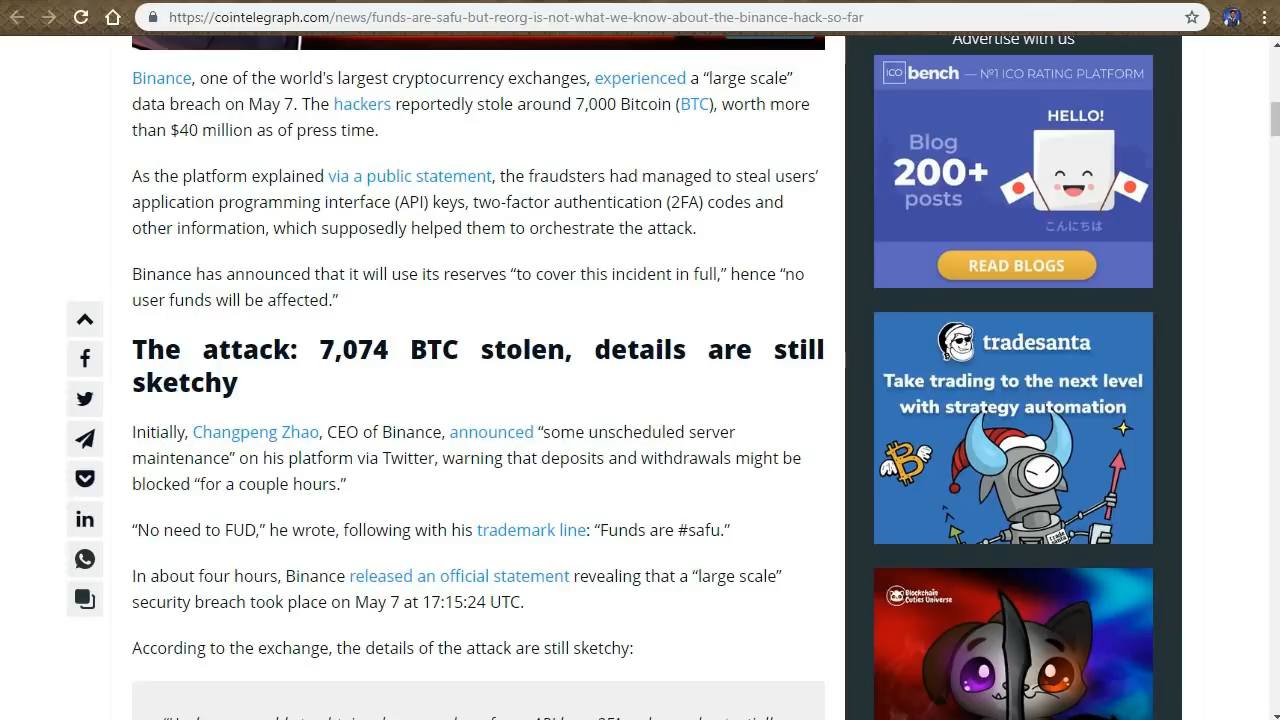 https://cointelegraph.com/news/funds-are-safu-but-reorg-is-not-what-we-know-about-the-binance-hack-so-far
Binance, one of the world's largest cryptocurrency exchanges, experienced a “large scale”
data breach on May 7. The hackers reportedly stole around 7,000 Bitcoin (BTC), worth more
than $40 million as of press time.
As the platform explained via a public statement, the fraudsters had managed to steal users’
application programming interface (API) keys, two-factor authentication (2FA) codes and
other information, which supposedly helped them to orchestrate the attack.
Binance has announced that it will use its reserves “to cover this incident in full,” hence “no
user funds will be affected.”
The attack: 7,074 BTC stolen, details are still
sketchy
Initially, Changpeng Zhao, CEO of Binance, announced “some unscheduled server
maintenance” on his platform via Twitter, warning that deposits and withdrawals might be
blocked “for a couple hours.”
“No need to FUD,” he wrote, following with his trademark line: “Funds are #safu.”
In about four hours, Binance released an official statement revealing that a “large scale”
security breach took place on May 7 at 17:15:24 UTC.
According to the exchange, the details of the attack are still sketchy:
Advertise with us
ICO bench — Nº1 ICO RATING PLATFORM
HELLO!
Blog
200+
posts
こんにちは
READ BLOGS
tradesanta
Take trading to the next level
with strategy automation
Blockchain
Cuties Universe